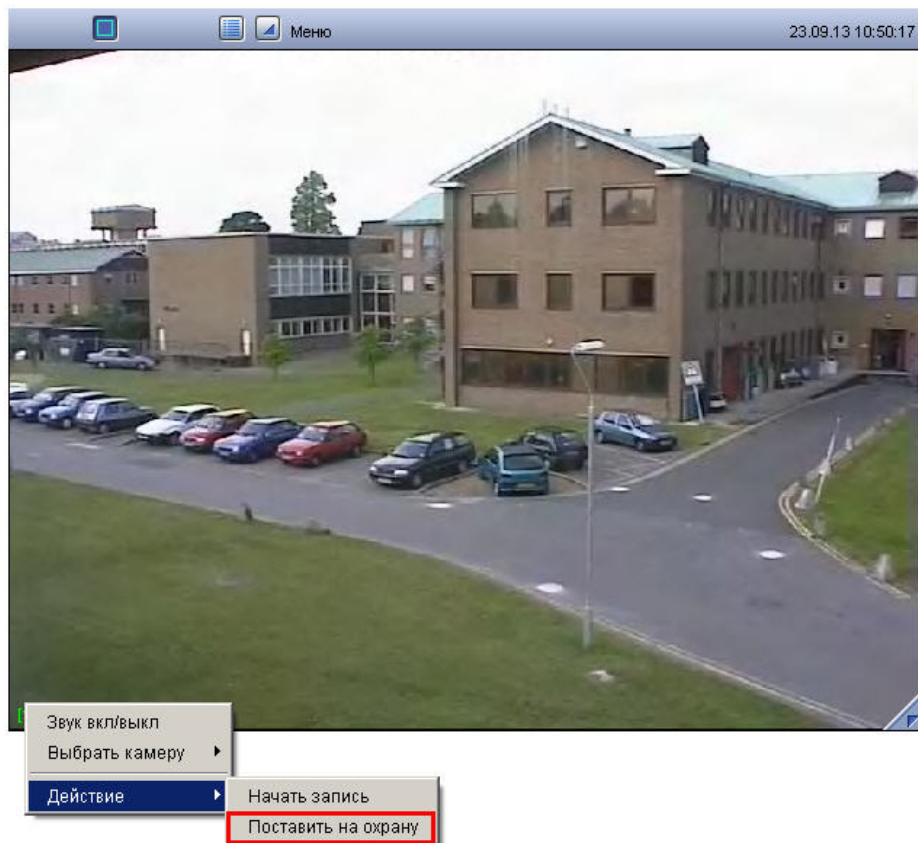 Меню
23.09.13 10:50:17
Звук вкл/выкл
Выбрать камеру
Действие
Начать запись
Поставить на охрану